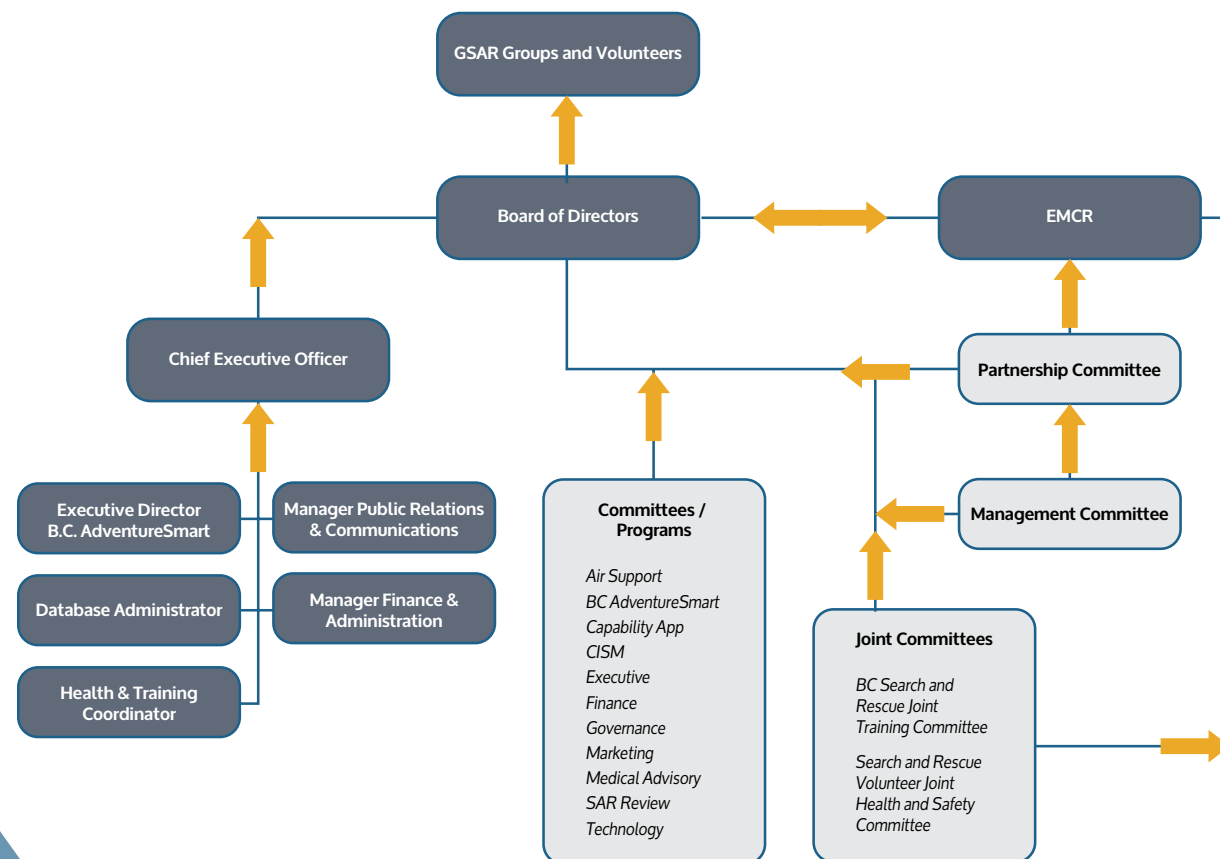 GSAR Groups and Volunteers
Board of Directors
EMCR
Chief Executive Officer
Partnership Committee
Executive Director
B.C. AdventureSmart
Manager Public Relations
& Communications
Management Committee
Database Administrator
Manager Finance &
Administration
Health & Training
Coordinator
Committees /
Programs
Air Support
BC AdventureSmart
Capability App
CISM
Executive
Finance
Governance
Marketing
Medical Advisory
SAR Review
Technology
Joint Committees
BC Search and
Rescue Joint
Training Committee
Search and Rescue
Volunteer Joint
Health and Safety
Committee